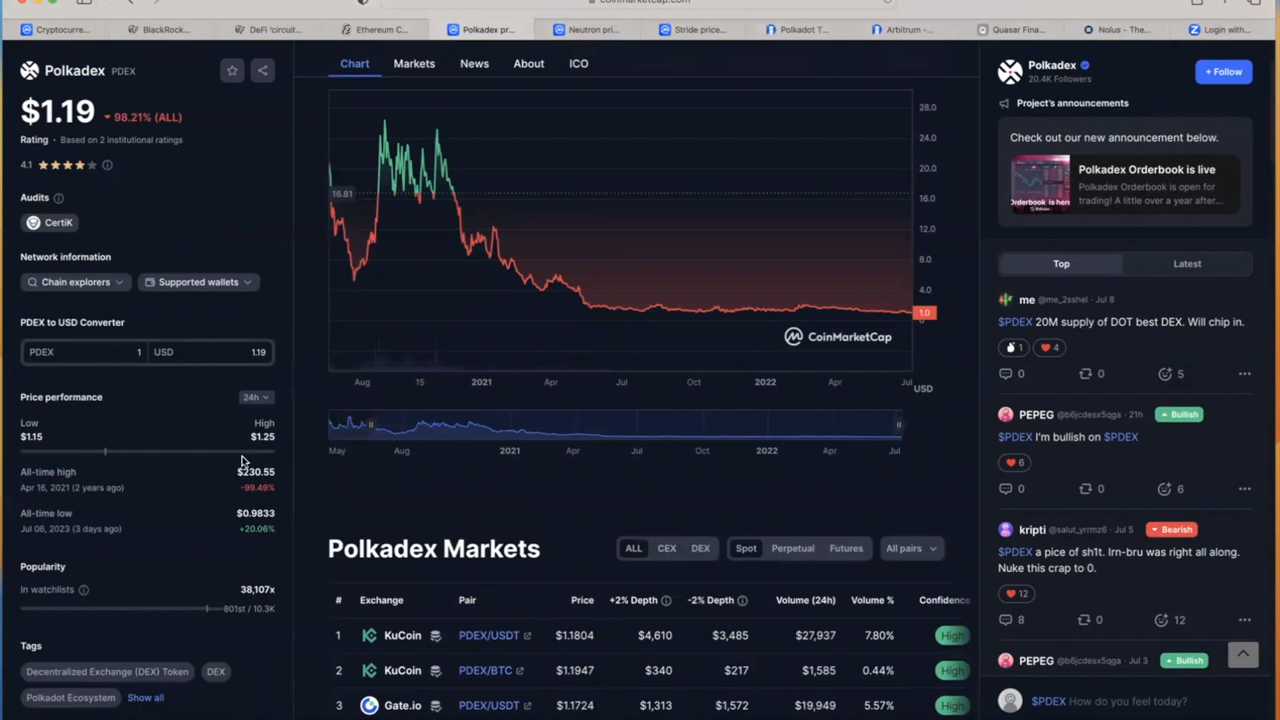 coinmarketcap.com
Cryptocurre...
BlackRock...
DeFi 'circuit...
Ethereum C...
Polkadex pr...
Neutron pri...
Stride price...
Polkadot T...
Arbitrum -...
Quasar Fina...
Nolus - The...
Login with...
Polkadex PDEX
$1.19 98.21% (ALL)
Rating · Based on 2 institutional ratings
4.1
Audits
CertiK
Network information
Chain explorers
Supported wallets
PDEX to USD Converter
PDEX 1 USD 1.19
Price performance 24h
Low High
$1.15 $1.25
All-time high $230.55
Apr 16, 2021 (2 years ago) -99.49%
All-time low $0.9833
Jul 06, 2023 (3 days ago) +20.06%
Popularity
In watchlists 38,107x
801st / 10.3K
Tags
Decentralized Exchange (DEX) Token DEX
Polkadot Ecosystem Show all
Chart Markets News About ICO
28.0
24.0
20.0
16.81
16.0
12.0
8.0
4.0
1.0
0
CoinMarketCap
Aug 15 2021 Apr Jul Oct 2022 Apr Jul
USD
May Aug 2021 Apr Jul Oct 2022 Apr Jul
Polkadex Markets
ALL CEX DEX
Spot Perpetual Futures
All pairs
# Exchange Pair Price +2% Depth -2% Depth Volume (24h) Volume % Confidence
1 KuCoin PDEX/USDT $1.1804 $4,610 $3,485 $27,937 7.80% High
2 KuCoin PDEX/BTC $1.1947 $340 $217 $1,585 0.44% High
3 Gate.io PDEX/USDT $1.1724 $1,313 $1,572 $19,949 5.57% High
Polkadex
20.4K Followers
+ Follow
Project's announcements
Check out our new announcement below.
Orderbook is here
Polkadex Orderbook is live
Polkadex Orderbook is open for
trading! A little over a year after...
Top Latest
me @me_2sshel · Jul 8
$PDEX 20M supply of DOT best DEX. Will chip in.
1 4
0 0 5 ...
PEPEG @b6jcdesx5qga · 21h Bullish
$PDEX I'm bullish on $PDEX
6
0 0 6 ...
kripti @salut_yrrmz6 · Jul 5 Bearish
$PDEX a pice of sh1t. Irn-bru was right all along.
Nuke this crap to 0.
12
8 0 12 ...
PEPEG @b6jcdesx5qga · Jul 3 Bullish
$PDEX How do you feel today?